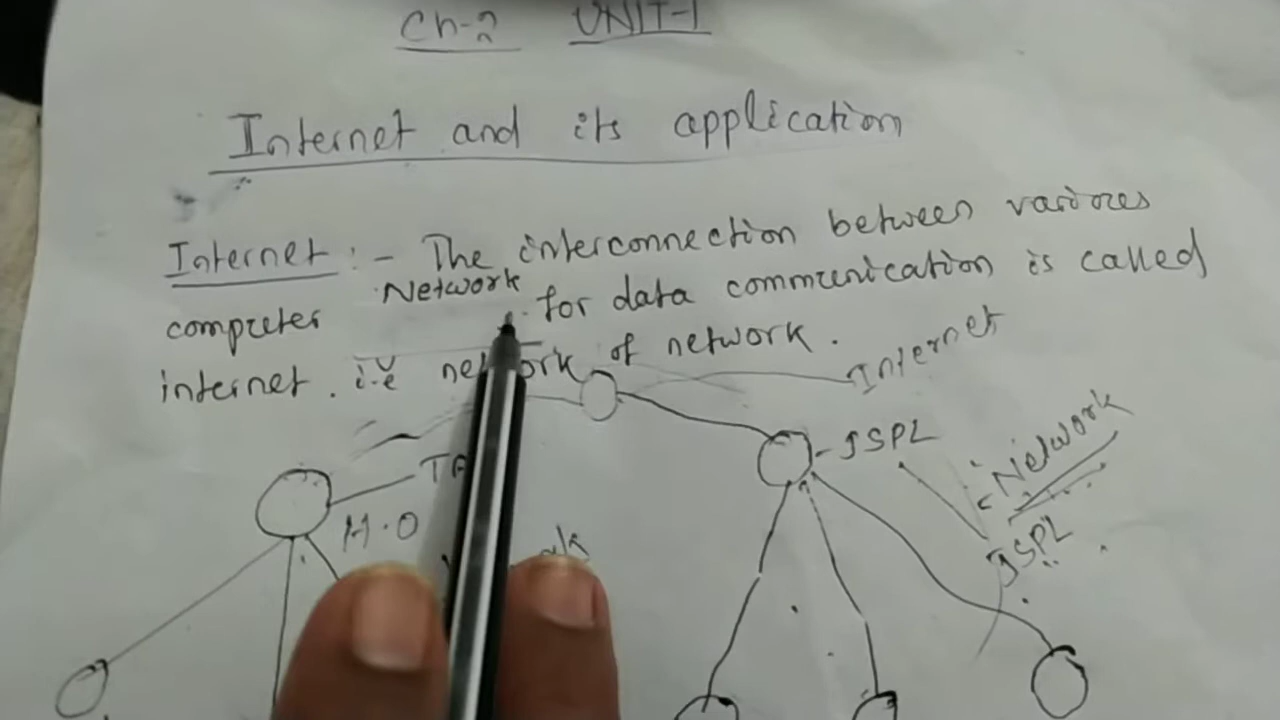 Ch-2 UNIT-1
Internet and its application
Internet :- The interconnection between various
computer Network for data communication is called
internet. i.e network of network.
Internet
JSPL
Network
JSPL
H.O